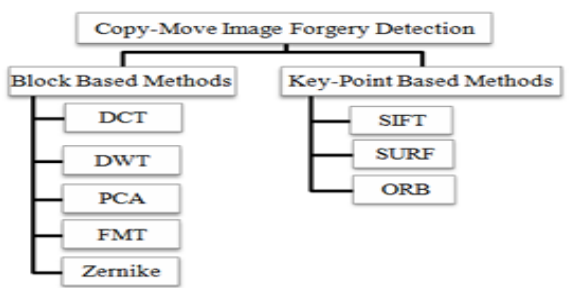 Copy-Move Image Forgery Detection
Block Based Methods
DCT
DWT
PCA
FMT
Zernike
Key-Point Based Methods
SIFT
SURF
ORB